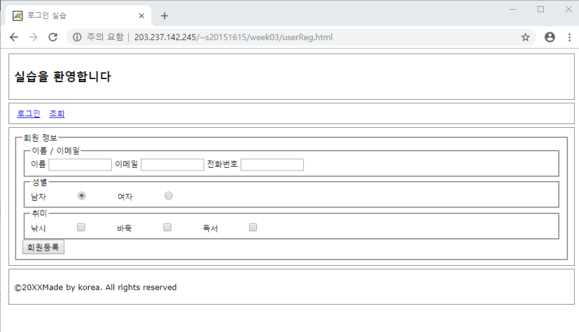 로그인 실습
주의 요함 | 203.237.142.245/~s20151615/week03/userReg.html
실습을 환영합니다
로그인 조회
회원 정보
이름 / 이메일
이름 이메일 전화번호
성별
남자 여자
취미
낚시 바둑 독서
회원등록
©20XXMade by korea. All rights reserved